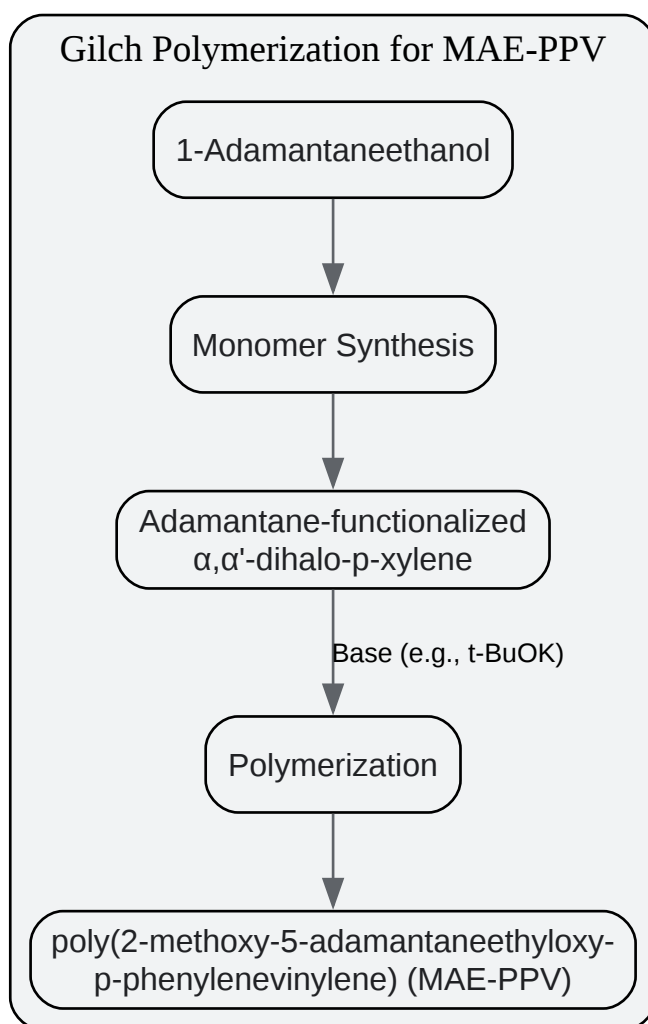 Gilch Polymerization for MAE-PPV
1-Adamantaneethanol
Monomer Synthesis
Adamantane-functionalized
α,α'-dihalo-p-xylene
Base (e.g., t-BuOK)
Polymerization
poly(2-methoxy-5-adamantaneethyloxy-
p-phenylenevinylene) (MAE-PPV)